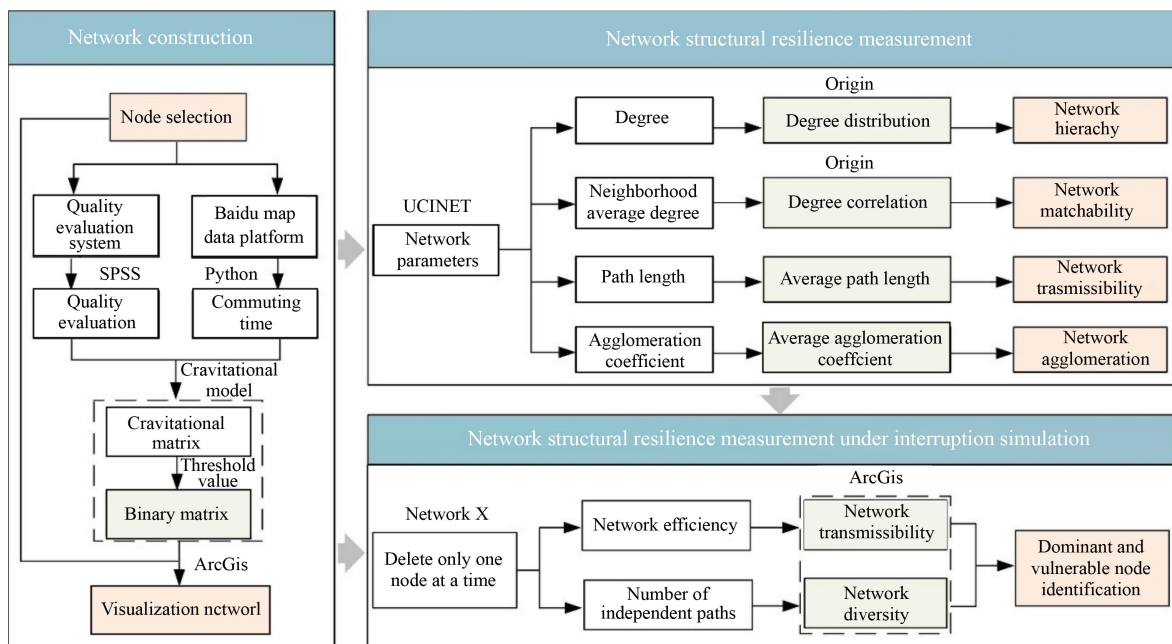 Network construction
Node selection
Quality
evaluation
system
Baidu map
data platform
SPSS
Python
Quality
evaluation
Commuting
time
Cravitational
model
Cravitational
matrix
Threshold
value
Binary matrix
ArcGis
Visualization nctworl
Network structural resilience measurement
UCINET
Network
parameters
Degree
Origin
Degree distribution
Network
hierachy
Neighborhood
average degree
Origin
Degree correlation
Network
matchability
Path length
Average path length
Network
trasmissibility
Agglomeration
coefficient
Average agglomeration
coeffcient
Network
agglomeration
Network structural resilience measurement under interruption simulation
Network X
Delete only one
node at a time
Network efficiency
Number of
independent paths
ArcGis
Network
transmissibility
Network
diversity
Dominant and
vulnerable node
identification